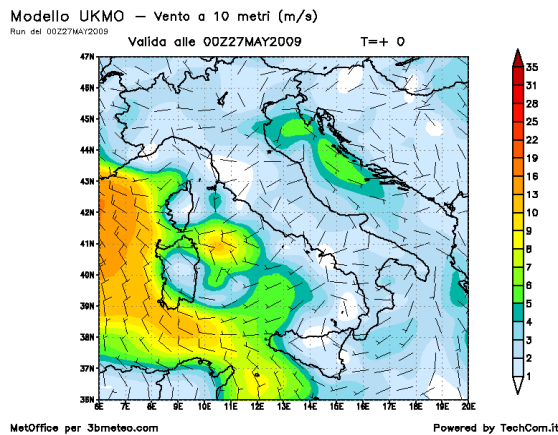 Modello UKMO – Vento a 10 metri (m/s)
Run del 00Z27MAY2009
Valida alle 00Z27MAY2009 T=+ 0
47N
46N
45N
44N
43N
42N
41N
40N
39N
38N
37N
36N
6E 7E 8E 9E 10E 11E 12E 13E 14E 15E 16E 17E 18E 19E 20E
35
31
28
25
22
19
16
13
10
9
8
7
6
5
4
3
2
1
MetOffice per 3bmeteo.com
Powered by TechCom.it